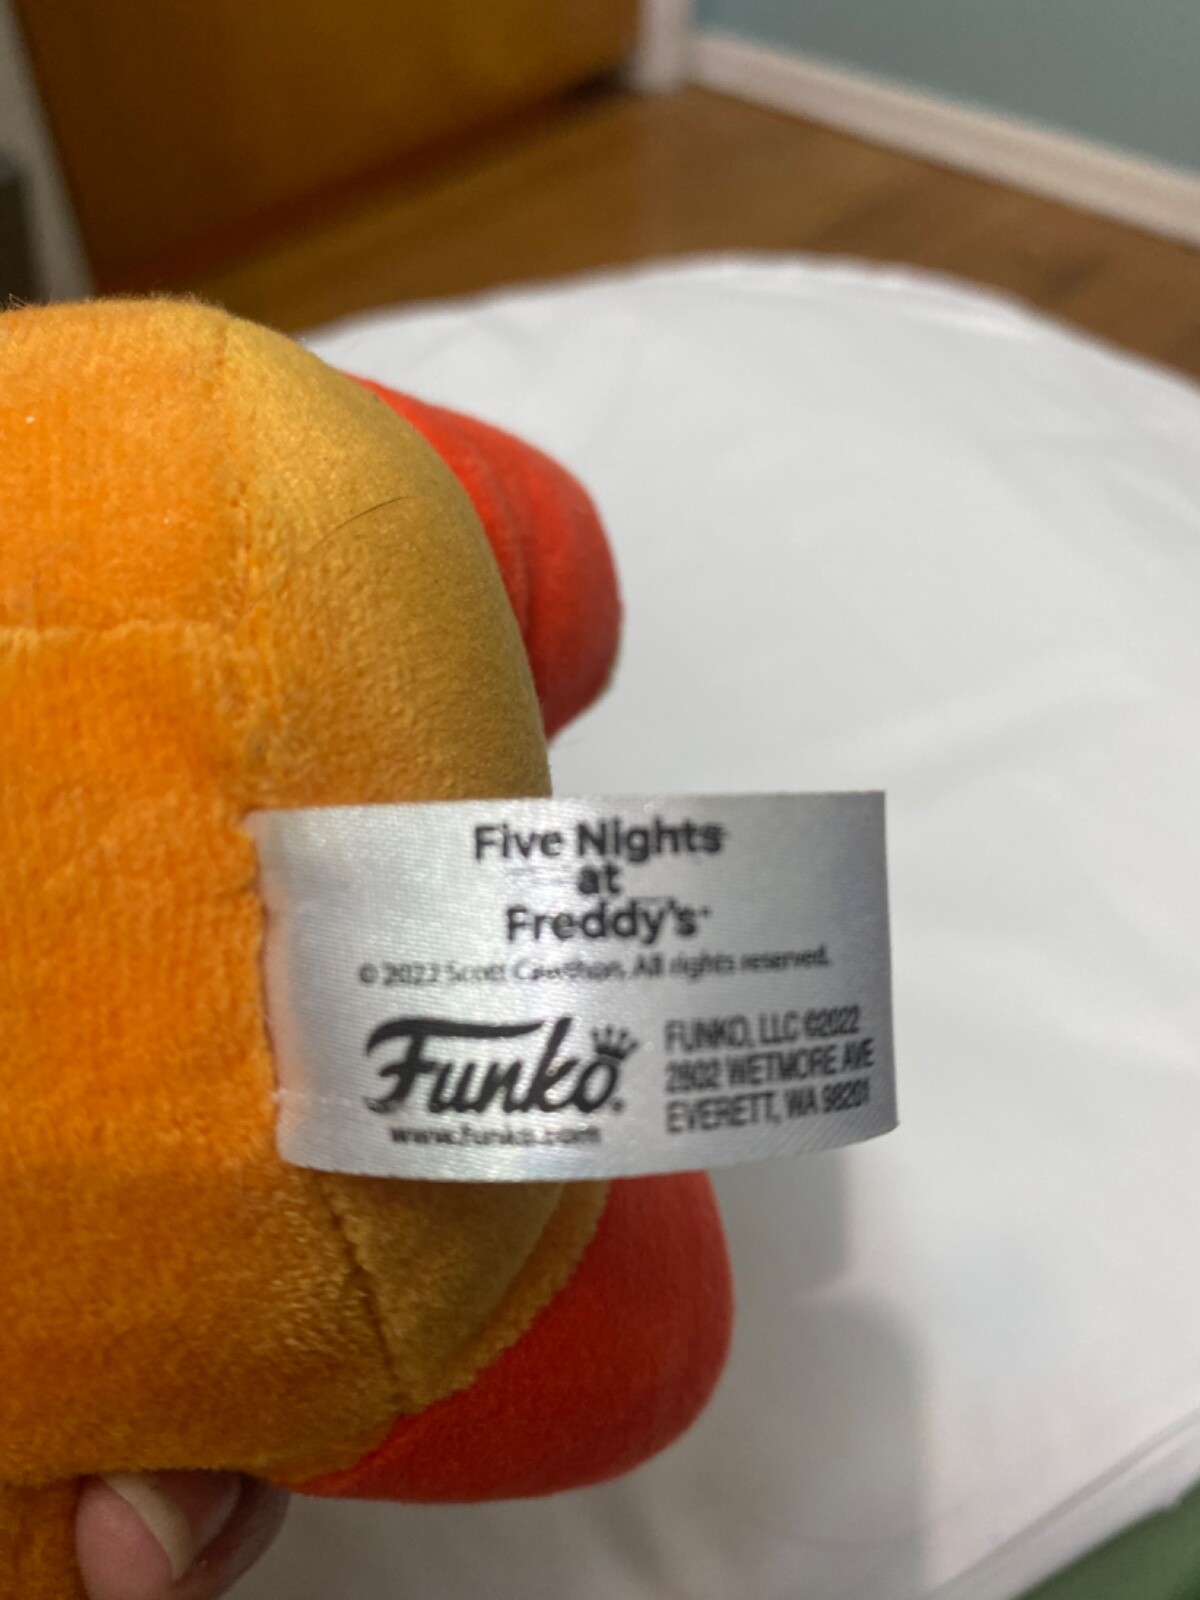 Five Nights
at
Freddy's™
© 2022 Scott Cawthon. All rights reserved.
Funko®
www.funko.com
FUNKO, LLC ©2022
2802 WETMORE AVE
EVERETT, WA 98201